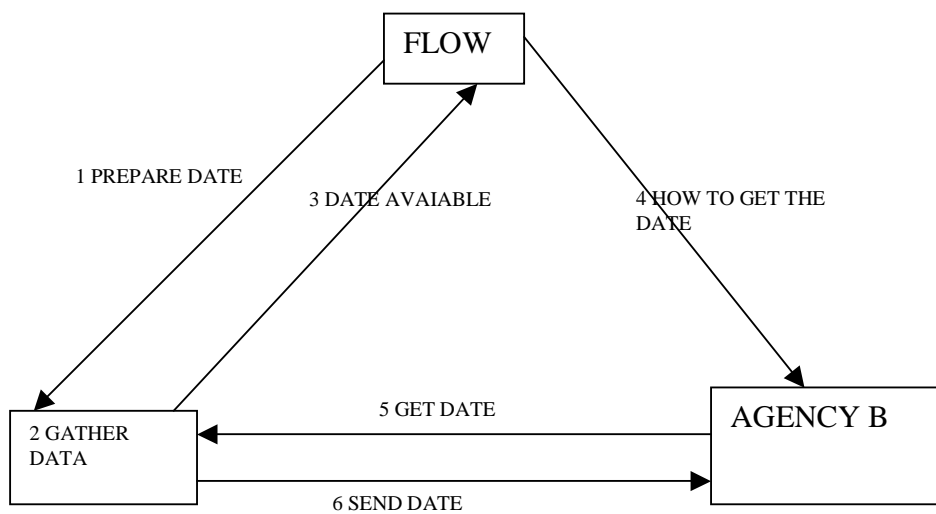 FLOW
1 PREPARE DATE
3 DATE AVAIABLE
4 HOW TO GET THE
DATE
2 GATHER
DATA
5 GET DATE
AGENCY B
6 SEND DATE